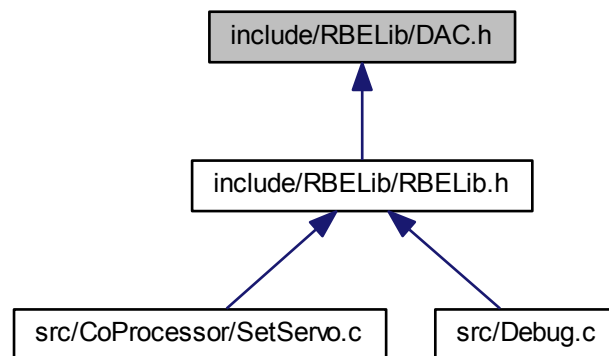 include/RBELib/DAC.h
include/RBELib/RBELib.h
src/CoProcessor/SetServo.c
src/Debug.c